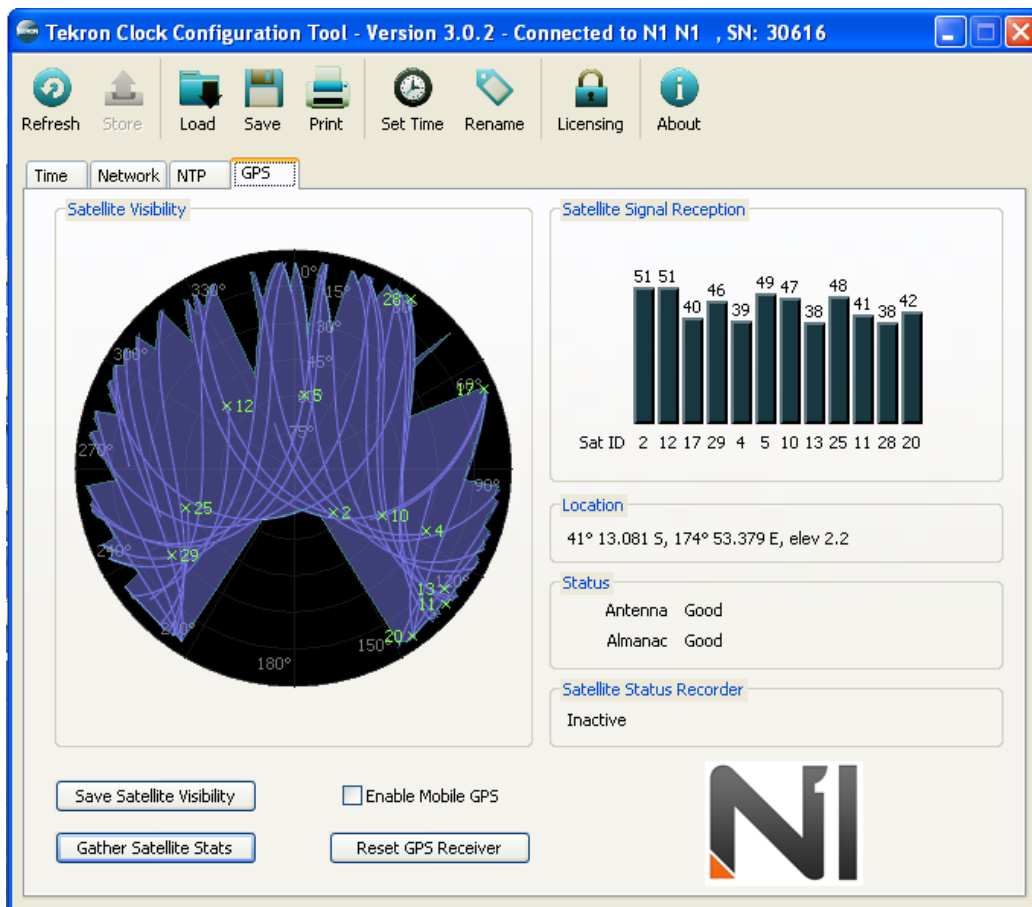 Tekron Clock Configuration Tool - Version 3.0.2 - Connected to N1 N1 , SN: 30616
Refresh Store Load Save Print Set Time Rename Licensing About
Time Network NTP GPS
Satellite Visibility
0°
15°
30°
45°
75°
330°
300°
270°
240°
210°
180°
150°
120°
90°
60°
28
17
5
12
2
10
4
25
29
13
11
20
Satellite Signal Reception
51 51 40 46 39 49 47 38 48 41 38 42
Sat ID 2 12 17 29 4 5 10 13 25 11 28 20
Location
41° 13.081 S, 174° 53.379 E, elev 2.2
Status
Antenna Good
Almanac Good
Satellite Status Recorder
Inactive
Save Satellite Visibility
Enable Mobile GPS
Gather Satellite Stats
Reset GPS Receiver
N1